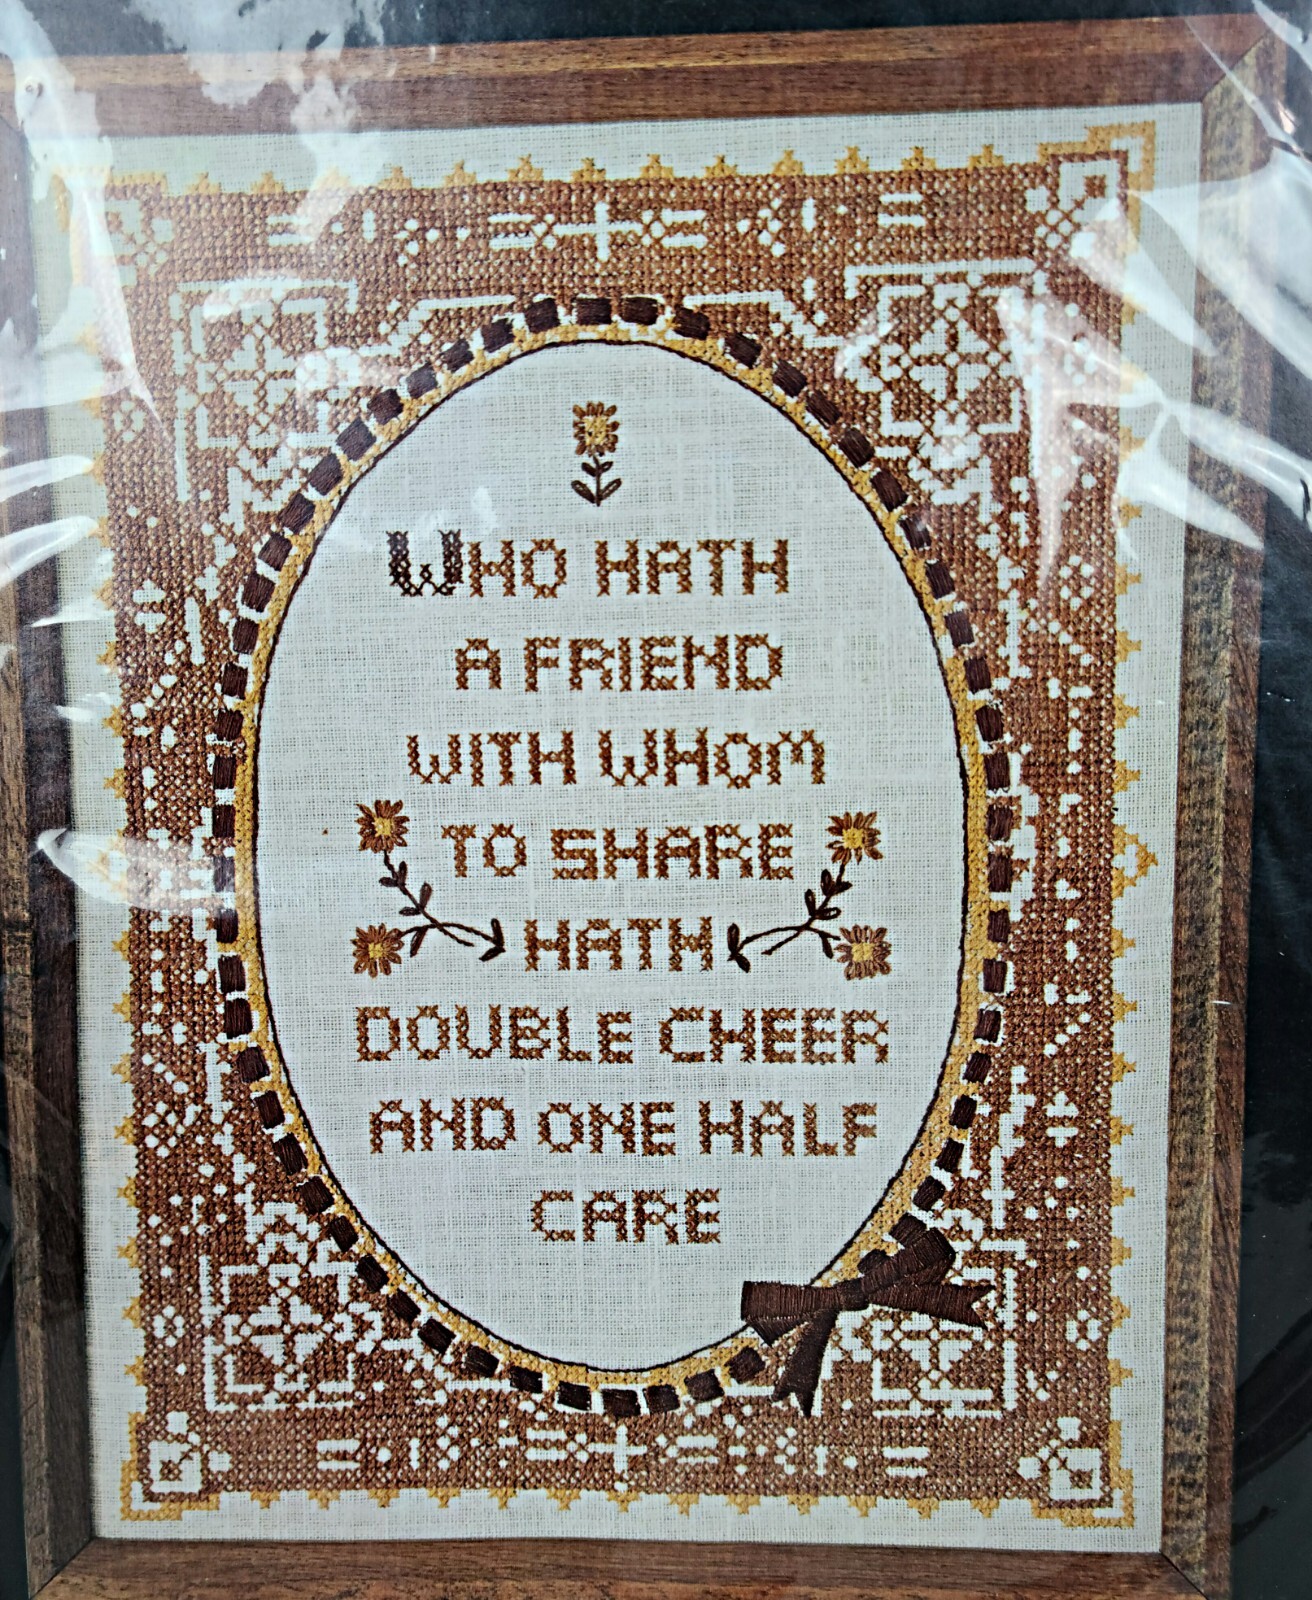 WHO HATH
A FRIEND
WITH WHOM
TO SHARE
HATH
DOUBLE CHEER
AND ONE HALF
CARE